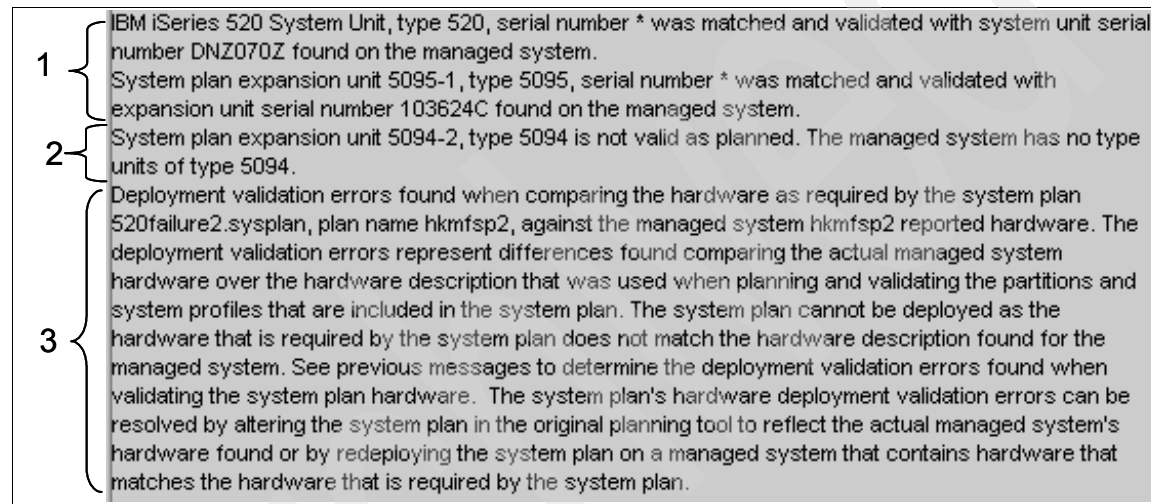 IBM iSeries 520 System Unit, type 520, serial number * was matched and validated with system unit serial
number DNZ070Z found on the managed system.
1
System plan expansion unit 5095-1, type 5095, serial number * was matched and validated with
expansion unit serial number 103624C found on the managed system.
System plan expansion unit 5094-2, type 5094 is not valid as planned. The managed system has no type
2
units of type 5094.
Deployment validation errors found when comparing the hardware as required by the system plan
520failure2.sysplan, plan name hkmfsp2, against the managed system hkmfsp2 reported hardware. The
deployment validation errors represent differences found comparing the actual managed system
hardware over the hardware description that was used when planning and validating the partitions and
system profiles that are included in the system plan. The system plan cannot be deployed as the
3
hardware that is required by the system plan does not match the hardware description found for the
managed system. See previous messages to determine the deployment validation errors found when
validating the system plan hardware. The system plan's hardware deployment validation errors can be
resolved by altering the system plan in the original planning tool to reflect the actual managed system's
hardware found or by redeploying the system plan on a managed system that contains hardware that
matches the hardware that is required by the system plan.